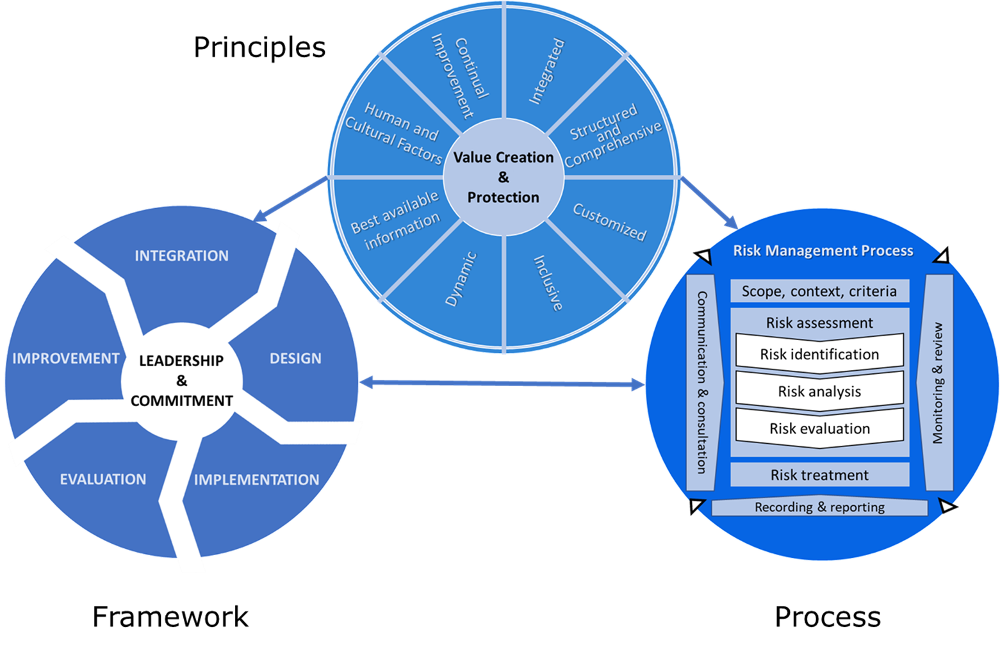 Principles
Continual
Improvement
Integrated
Structured
and
Comprehensive
Customized
Inclusive
Dynamic
Best available
information
Human and
Cultural Factors
Value Creation
&
Protection
INTEGRATION
DESIGN
IMPLEMENTATION
EVALUATION
IMPROVEMENT
LEADERSHIP
&
COMMITMENT
Framework
Risk Management Process
Scope, context, criteria
Risk assessment
Risk identification
Risk analysis
Risk evaluation
Risk treatment
Recording & reporting
Communication & consultation
Monitoring & review
Process